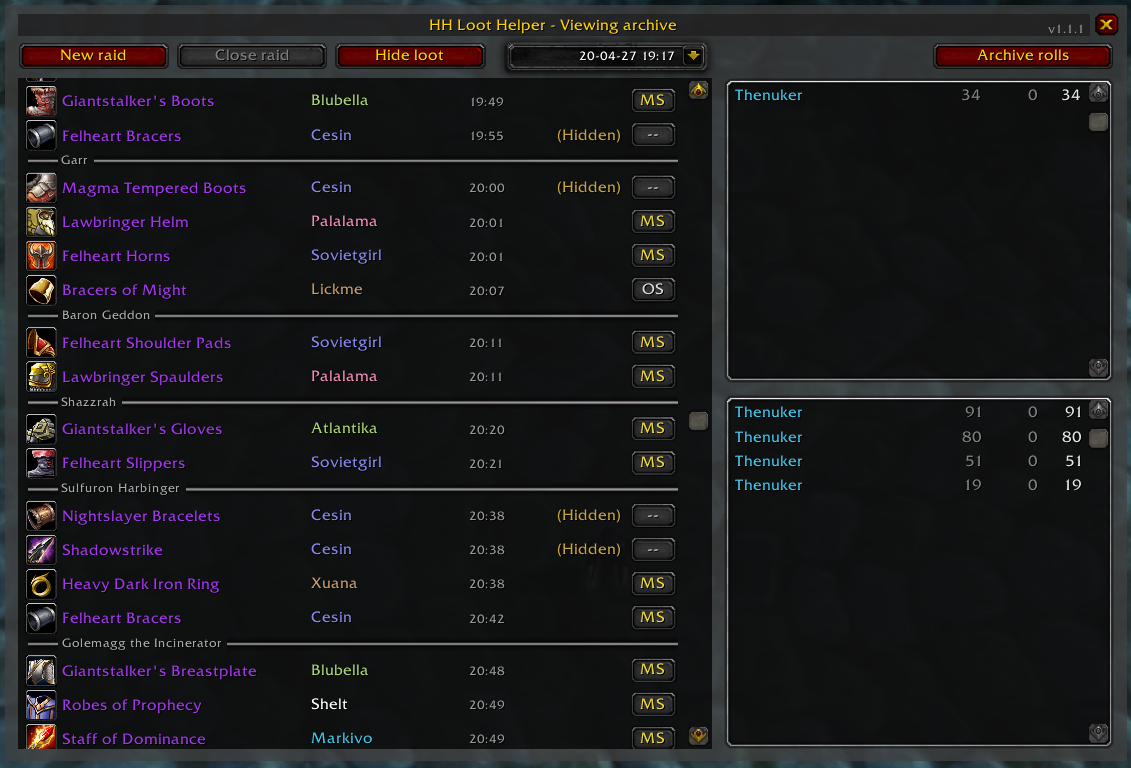 HH Loot Helper - Viewing archive
v1.1.1
New raid Close raid Hide loot 20-04-27 19:17 Archive rolls
Giantstalker's Boots Blubella 19:49 MS
Felheart Bracers Cesin 19:55 (Hidden) --
Garr
Magma Tempered Boots Cesin 20:00 (Hidden) --
Lawbringer Helm Palalama 20:01 MS
Felheart Horns Sovietgirl 20:01 MS
Bracers of Might Lickme 20:07 OS
Baron Geddon
Felheart Shoulder Pads Sovietgirl 20:11 MS
Lawbringer Spaulders Palalama 20:11 MS
Shazzrah
Giantstalker's Gloves Atlantika 20:20 MS
Felheart Slippers Sovietgirl 20:21 MS
Sulfuron Harbinger
Nightslayer Bracelets Cesin 20:38 (Hidden) --
Shadowstrike Cesin 20:38 (Hidden) --
Heavy Dark Iron Ring Xuana 20:38 MS
Felheart Bracers Cesin 20:42 MS
Golemagg the Incinerator
Giantstalker's Breastplate Blubella 20:48 MS
Robes of Prophecy Shelt 20:49 MS
Staff of Dominance Markivo 20:49 MS
Thenuker 34 0 34
Thenuker 91 0 91
Thenuker 80 0 80
Thenuker 51 0 51
Thenuker 19 0 19